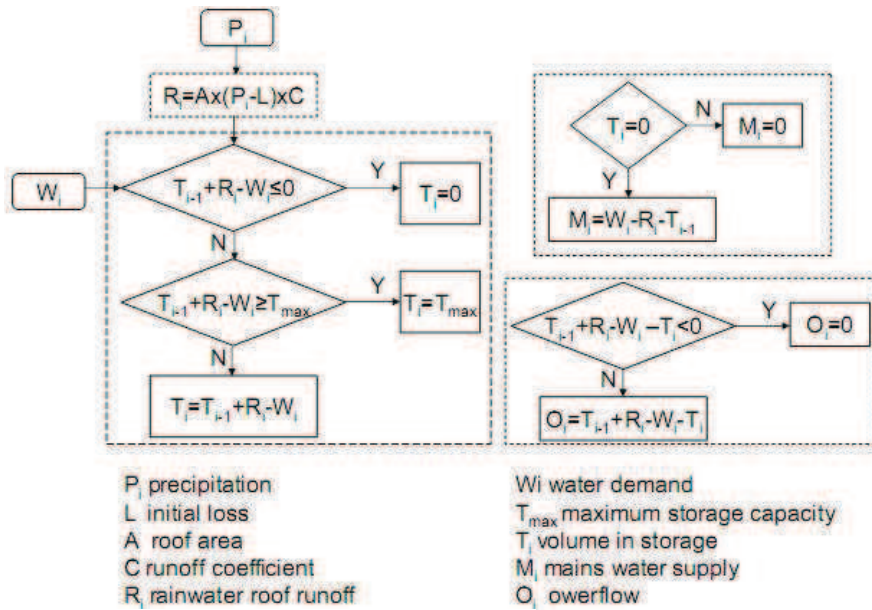 Pi
Ri=Ax(Pi-L)xC
Wi
Ti-1+Ri-Wi≤0
Y
Ti=0
N
Ti-1+Ri-Wi≥Tmax
Y
Ti=Tmax
N
Ti=Ti-1+Ri-Wi
Ti=0
N
Mi=0
Y
Mi=Wi-Ri-Ti-1
Ti-1+Ri-Wi–Ti<0
Y
Oi=0
N
Oi=Ti-1+Ri-Wi-Ti
Pi precipitation
L initial loss
A roof area
C runoff coefficient
Ri rainwater roof runoff
Wi water demand
Tmax maximum storage capacity
Ti volume in storage
Mi mains water supply
Oi owerflow